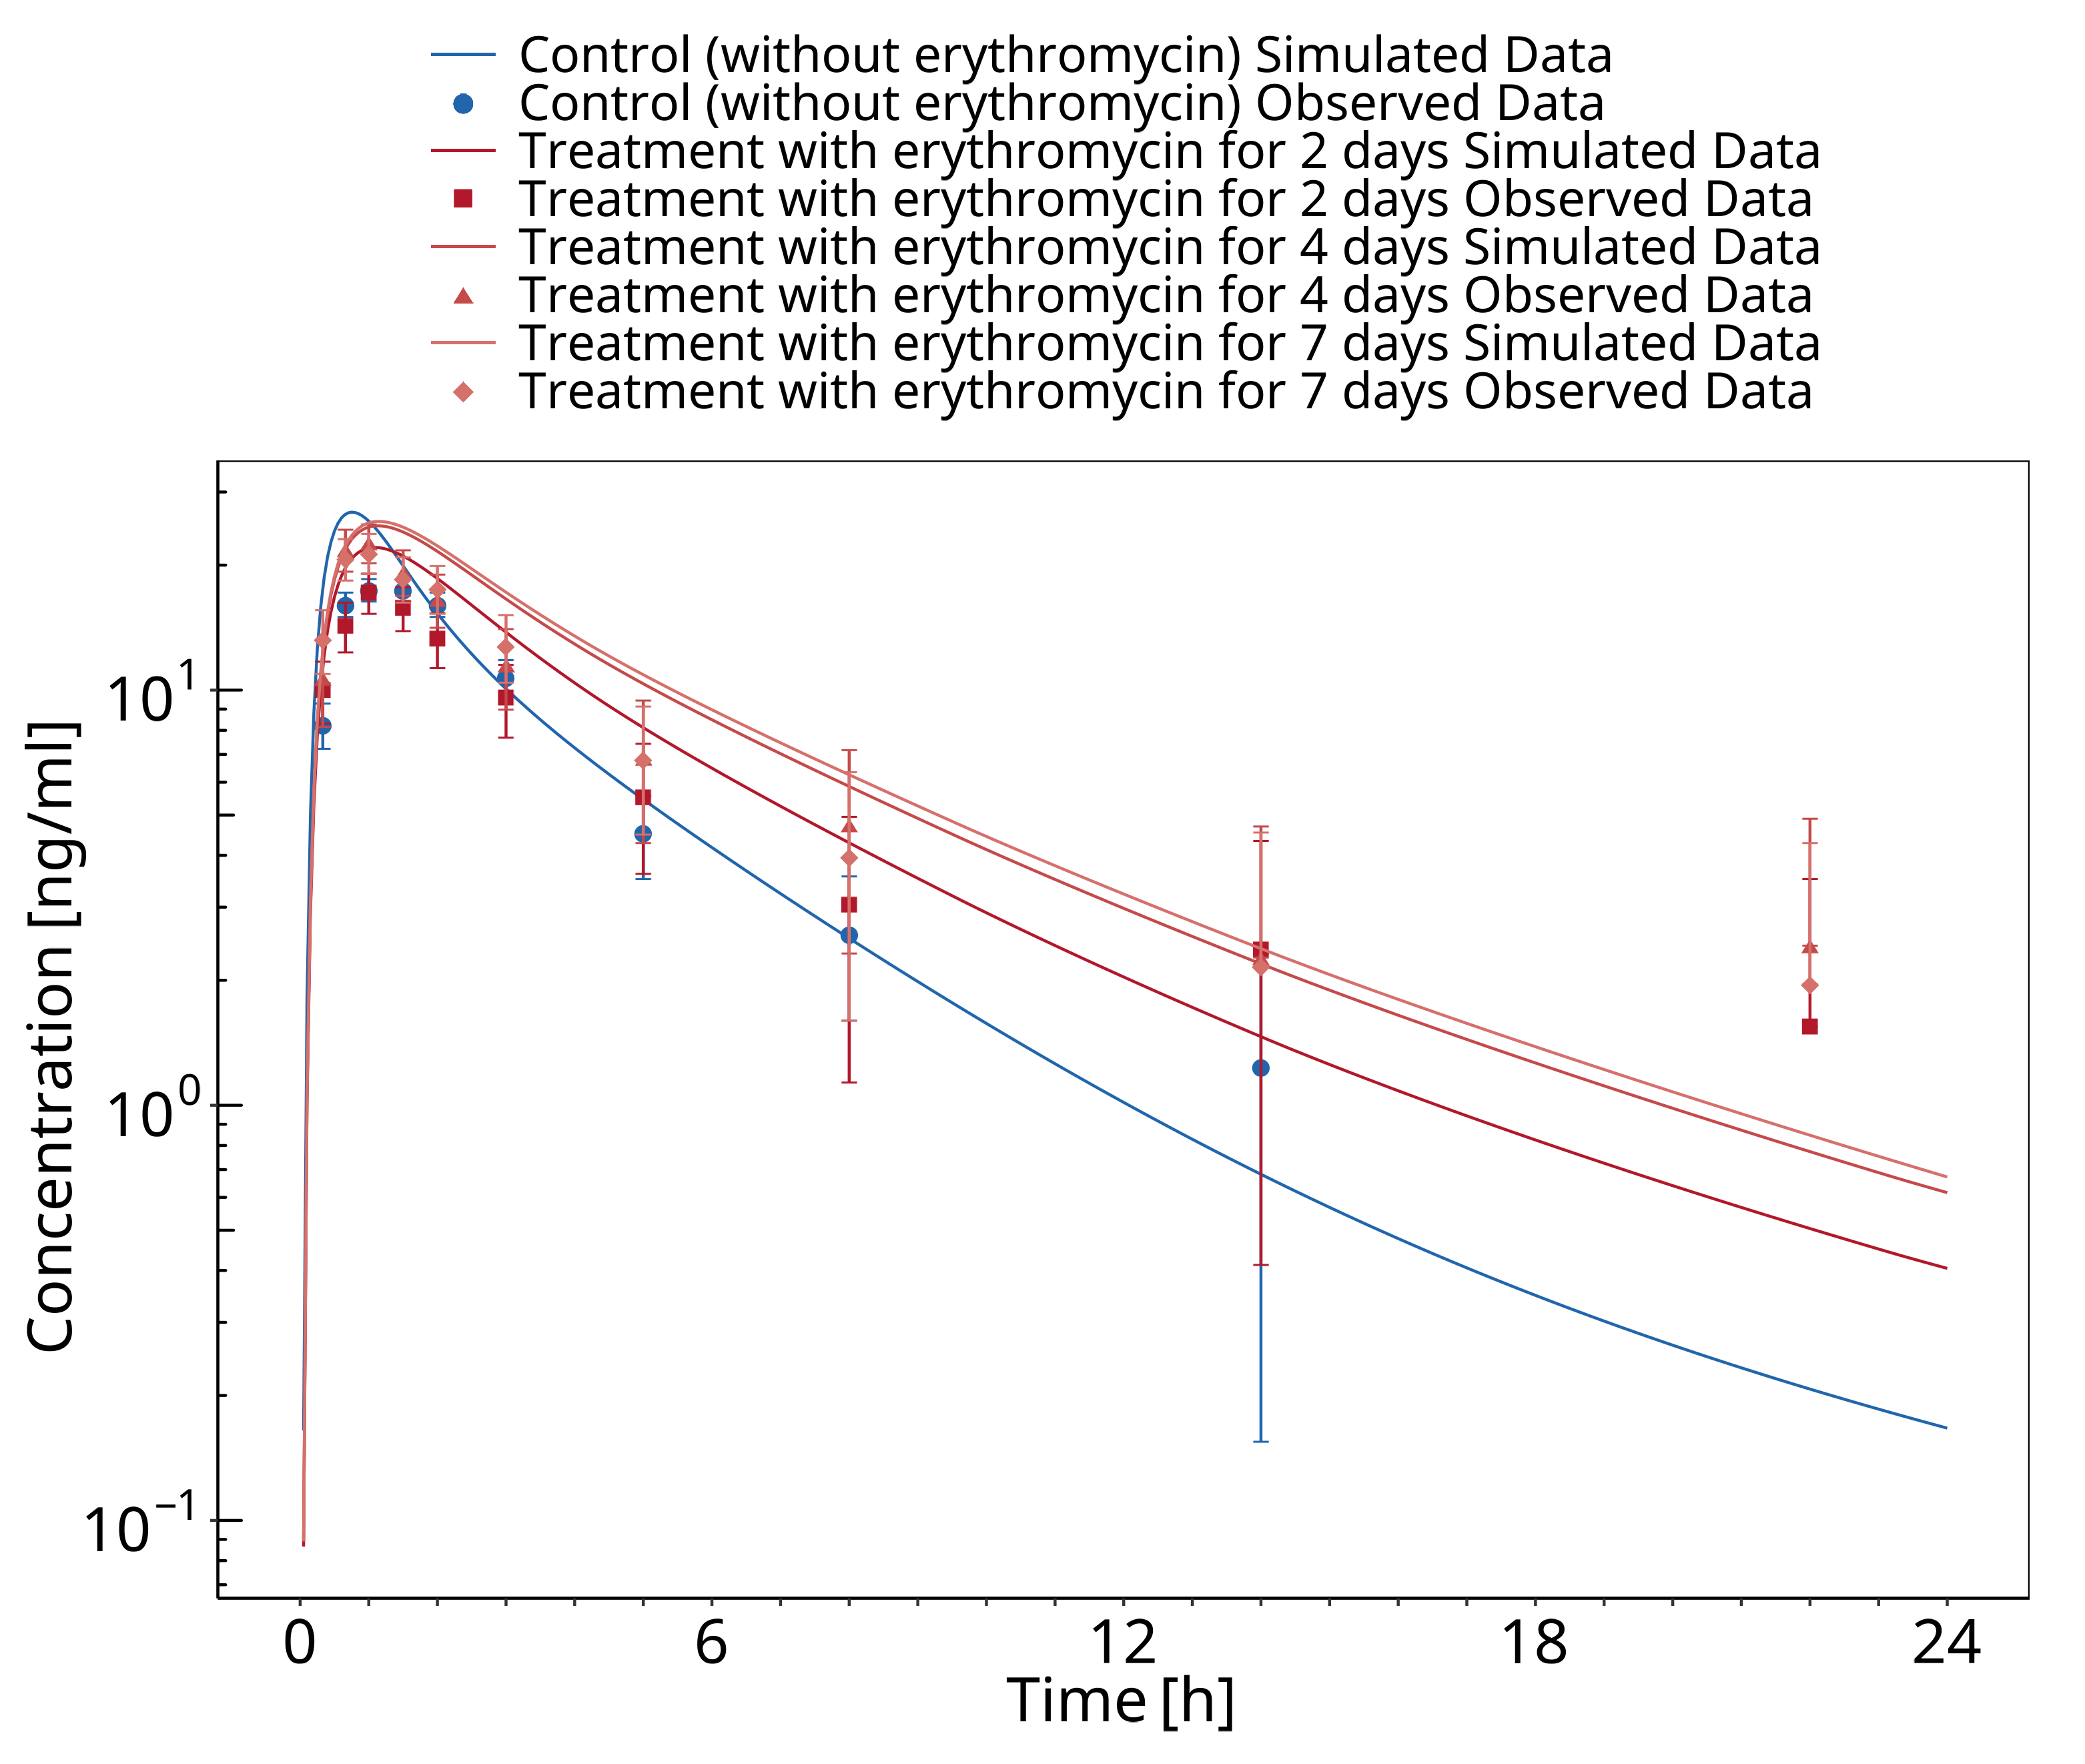 Control (without erythromycin) Simulated Data
Control (without erythromycin) Observed Data
Treatment with erythromycin for 2 days Simulated Data
Treatment with erythromycin for 2 days Observed Data
Treatment with erythromycin for 4 days Simulated Data
Treatment with erythromycin for 4 days Observed Data
Treatment with erythromycin for 7 days Simulated Data
Treatment with erythromycin for 7 days Observed Data
Concentration [ng/ml]
10¹
10⁰
10⁻¹
0 6 12 18 24
Time [h]